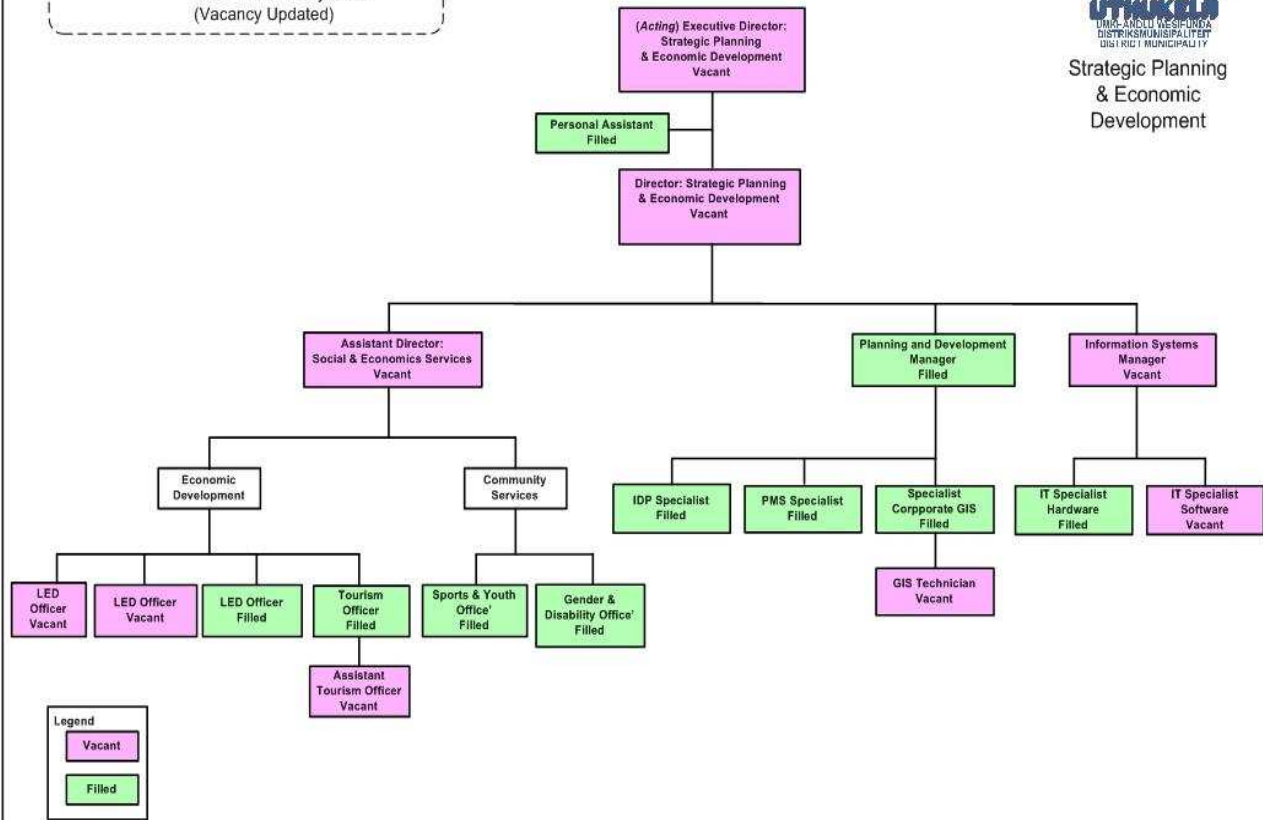 (Vacancy Updated)
UTHUKELA
DISTRIKSMUNISIPALITEIT
DISTRICT MUNICIPALITY
Strategic Planning
& Economic
Development
(Acting) Executive Director:
Strategic Planning
& Economic Development
Vacant
Personal Assistant
Filled
Director: Strategic Planning
& Economic Development
Vacant
Assistant Director:
Social & Economics Services
Vacant
Planning and Development
Manager
Filled
Information Systems
Manager
Vacant
Economic
Development
Community
Services
IDP Specialist
Filled
PMS Specialist
Filled
Specialist
Corpporate GIS
Filled
IT Specialist
Hardware
Filled
IT Specialist
Software
Vacant
LED
Officer
Vacant
LED Officer
Vacant
LED Officer
Filled
Tourism
Officer
Filled
Sports & Youth
Office'
Filled
Gender &
Disability Office'
Filled
GIS Technician
Vacant
Assistant
Tourism Officer
Vacant
Legend
Vacant
Filled